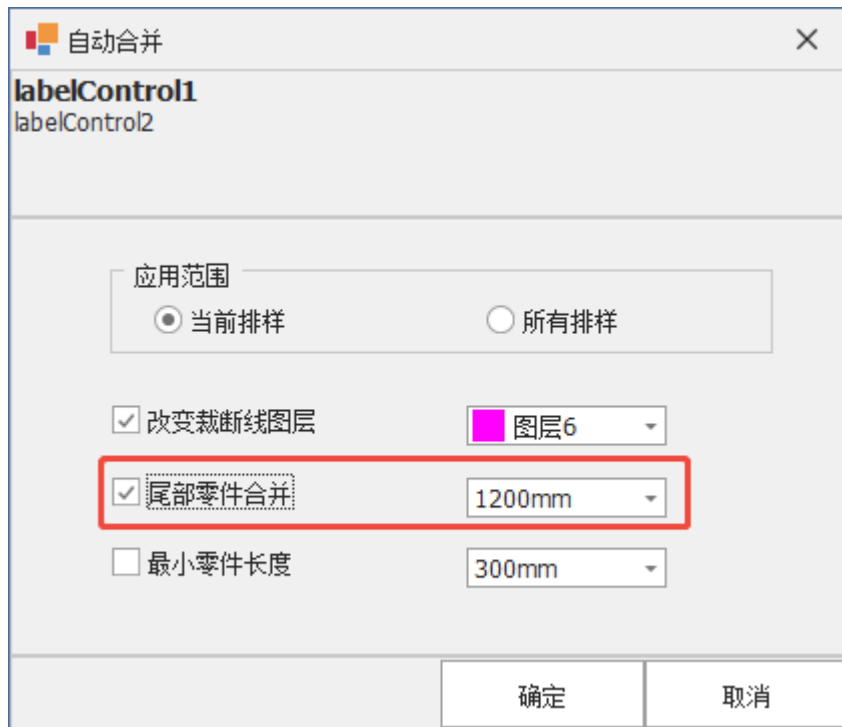 自动合并
labelControl1
labelControl2
应用范围
当前排样 所有排样
改变裁断线图层 图层6
尾部零件合并 1200mm
最小零件长度 300mm
确定 取消